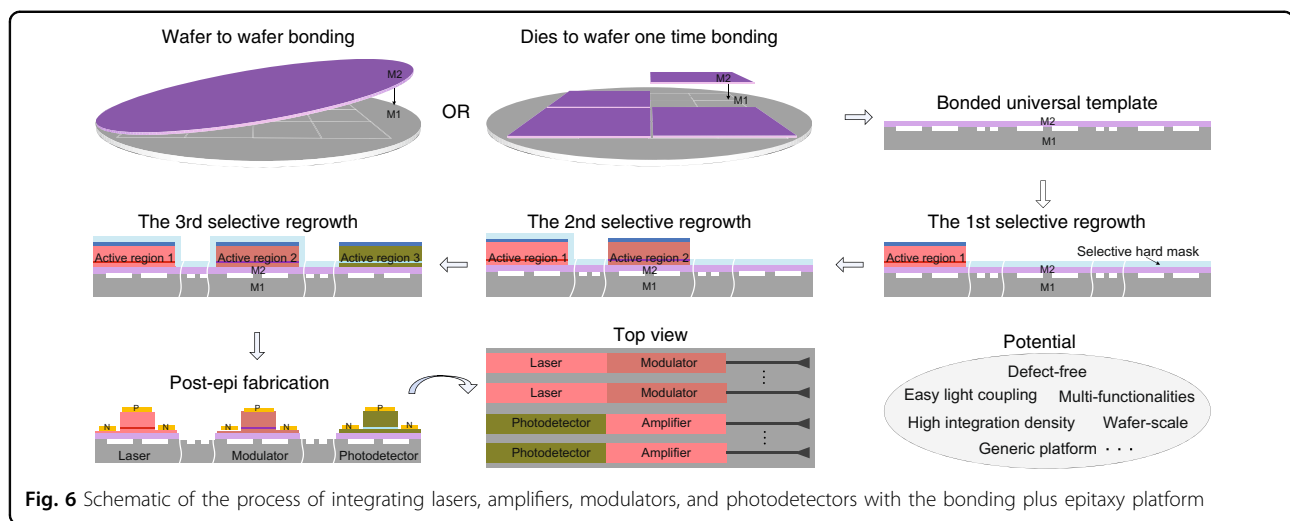 Wafer to wafer bonding
M2
M1
OR
Dies to wafer one time bonding
M2
M1
Bonded universal template
M2
M1
The 3rd selective regrowth
Active region 1
Active region 2
Active region 3
M2
M1
The 2nd selective regrowth
Active region 1
Active region 2
M2
M1
The 1st selective regrowth
Active region 1
Selective hard mask
M2
M1
Post-epi fabrication
P
N
N
P
N
N
P
N
N
Laser
Modulator
Photodetector
Top view
Laser
Modulator
Laser
Modulator
Photodetector
Amplifier
Photodetector
Amplifier
Potential
Defect-free
Easy light coupling
Multi-functionalities
High integration density
Wafer-scale
Generic platform · · ·
Fig. 6 Schematic of the process of integrating lasers, amplifiers, modulators, and photodetectors with the bonding plus epitaxy platform